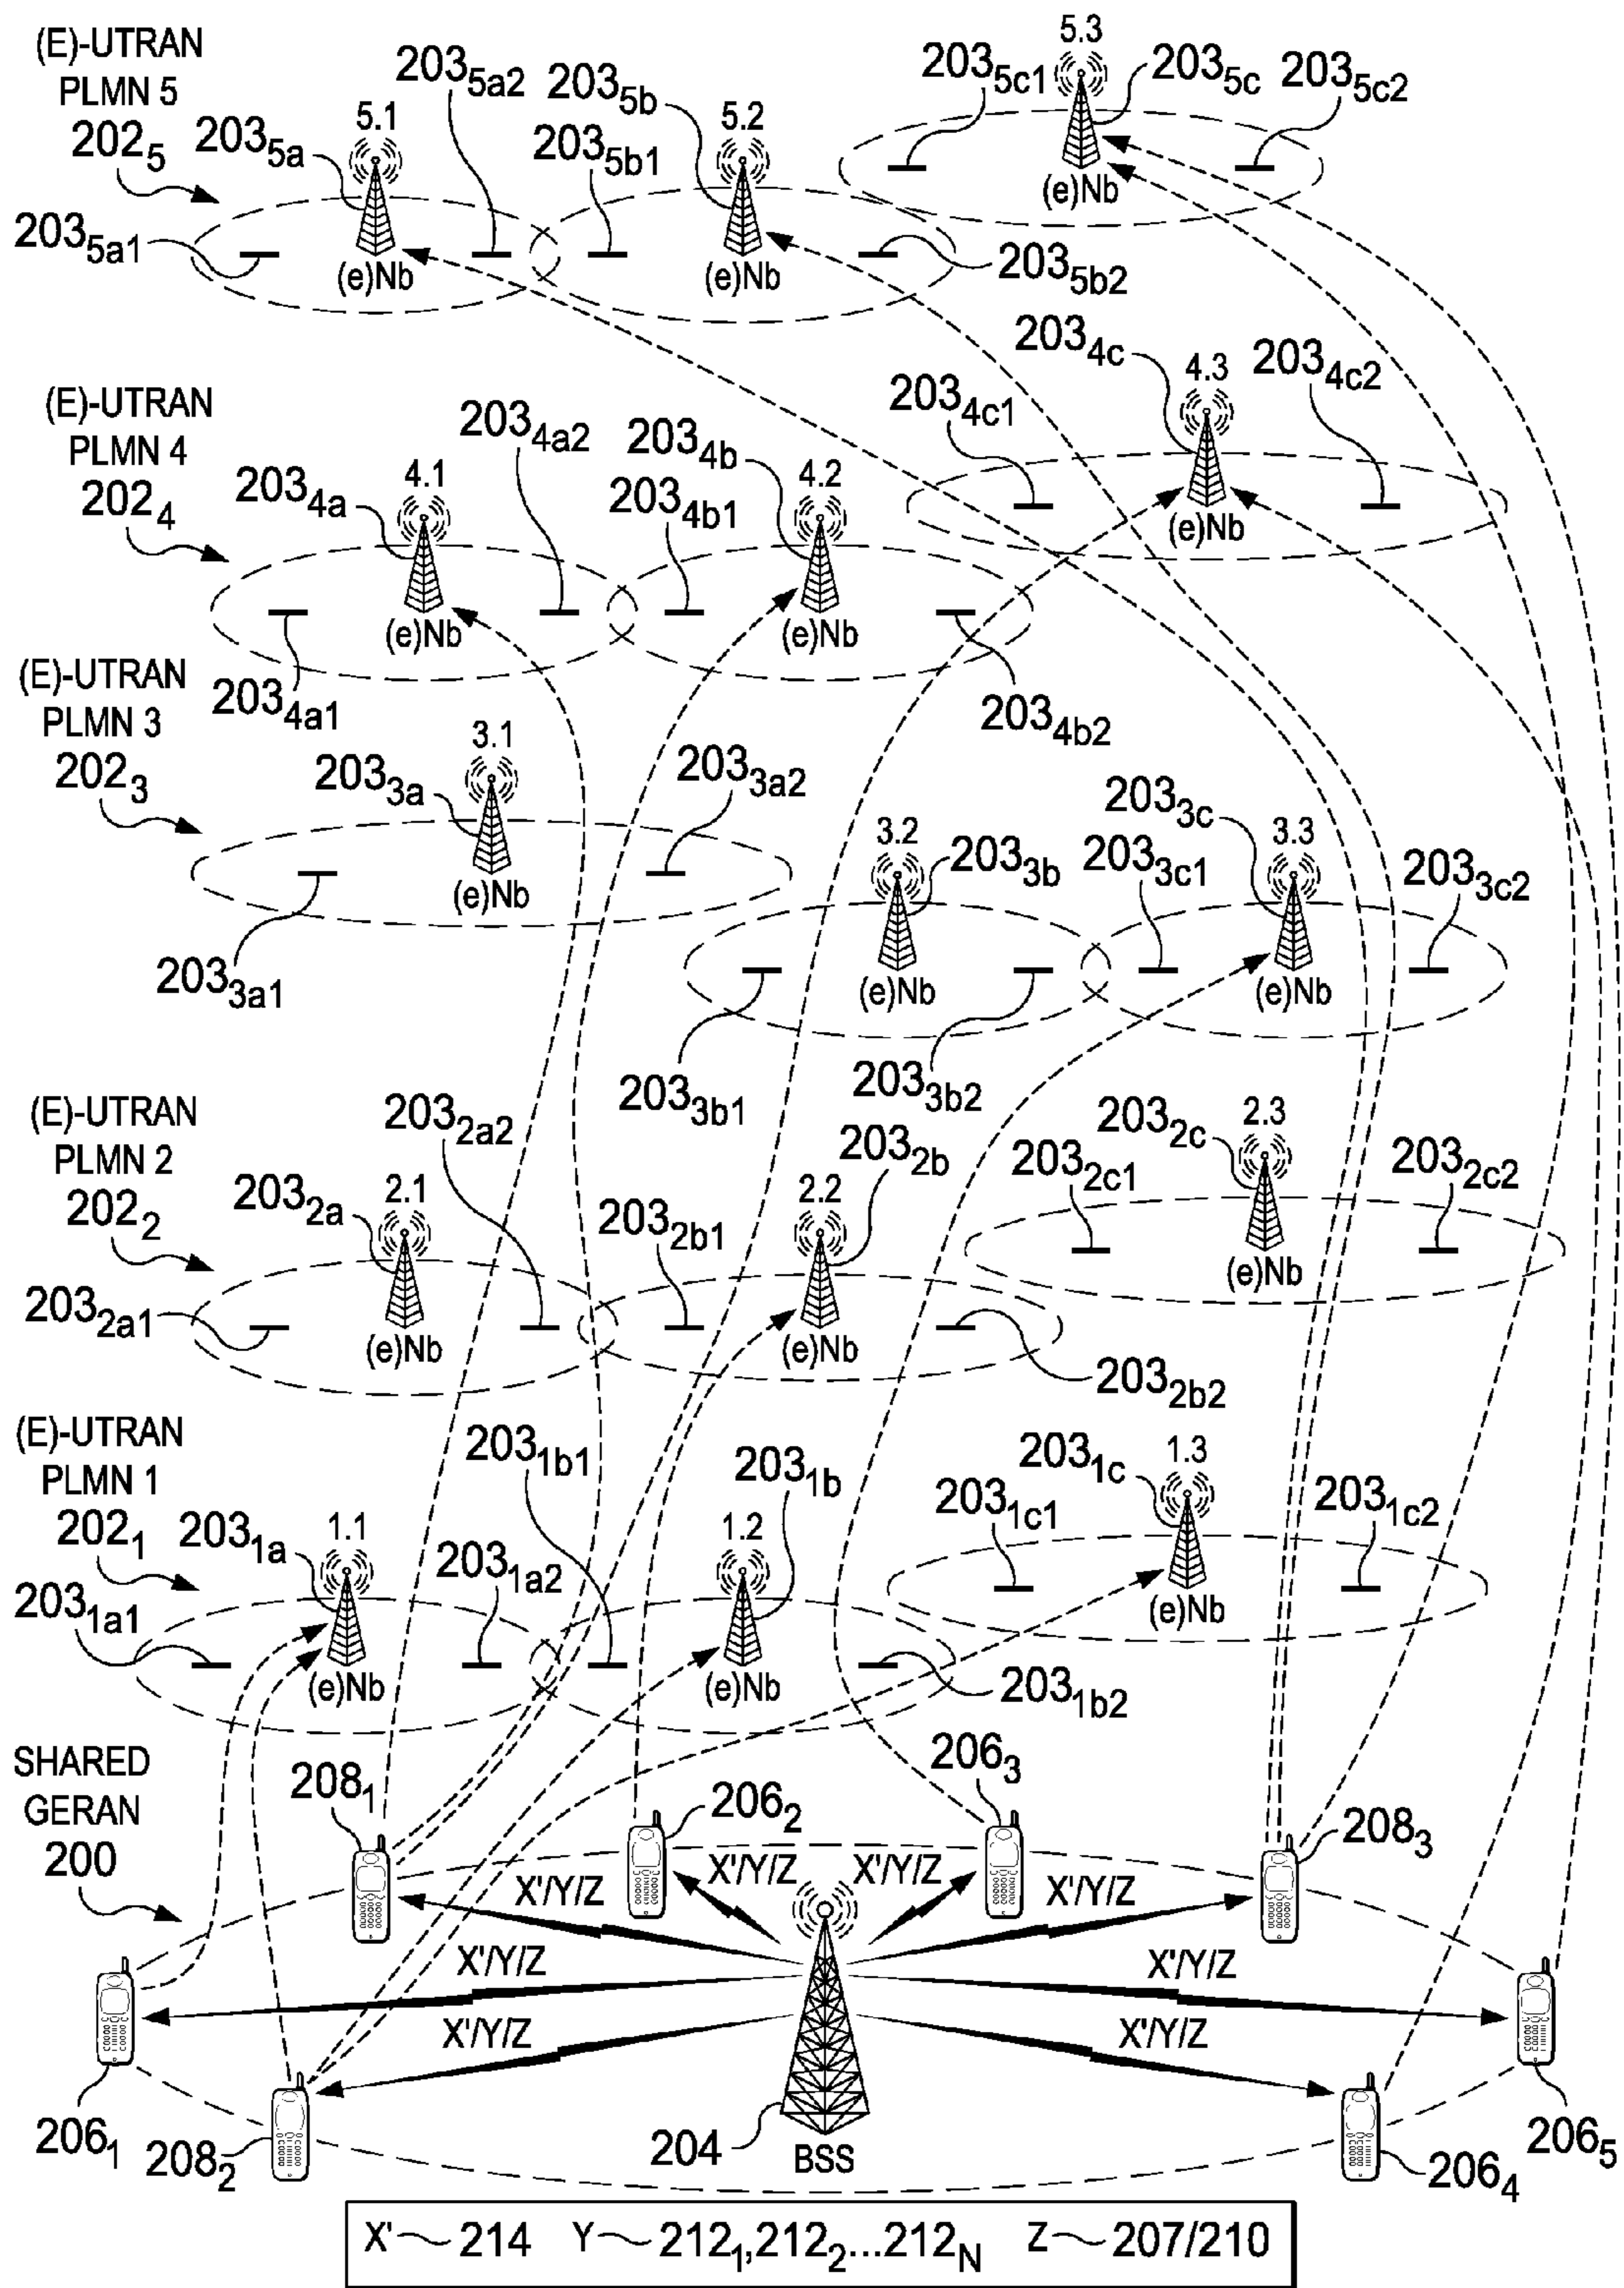 (E)-UTRAN
PLMN 5
202₅
203₅ₐ
5.1
203₅ₐ₂
203₅b
203₅b₁
5.2
203₅c₁
5.3
203₅c
203₅c₂
203₅ₐ₁
(e)Nb
(e)Nb
203₅b₂
(e)Nb
(E)-UTRAN
PLMN 4
202₄
203₄ₐ
4.1
203₄ₐ₂
203₄b
203₄b₁
4.2
203₄c₁
203₄c
4.3
203₄c₂
203₄ₐ₁
(e)Nb
(e)Nb
203₄b₂
(e)Nb
(E)-UTRAN
PLMN 3
202₃
203₃ₐ
3.1
203₃ₐ₂
203₃ₐ₁
(e)Nb
3.2
203₃b
203₃c₁
203₃c
3.3
203₃c₂
203₃b₁
(e)Nb
203₃b₂
(e)Nb
(E)-UTRAN
PLMN 2
202₂
203₂ₐ
2.1
203₂ₐ₂
203₂b₁
2.2
203₂b
203₂c₁
203₂c
2.3
203₂c₂
203₂ₐ₁
(e)Nb
(e)Nb
203₂b₂
(e)Nb
(E)-UTRAN
PLMN 1
202₁
203₁ₐ
1.1
203₁ₐ₂
203₁b₁
1.2
203₁b
203₁c₁
203₁c
1.3
203₁c₂
203₁ₐ₁
(e)Nb
(e)Nb
203₁b₂
(e)Nb
SHARED
GERAN
200
208₁
206₂
206₃
208₃
X'/Y/Z
X'/Y/Z
X'/Y/Z
X'/Y/Z
X'/Y/Z
X'/Y/Z
X'/Y/Z
X'/Y/Z
206₁
208₂
204
BSS
206₄
206₅
X'~214 Y~212₁,212₂...212_N Z~207/210